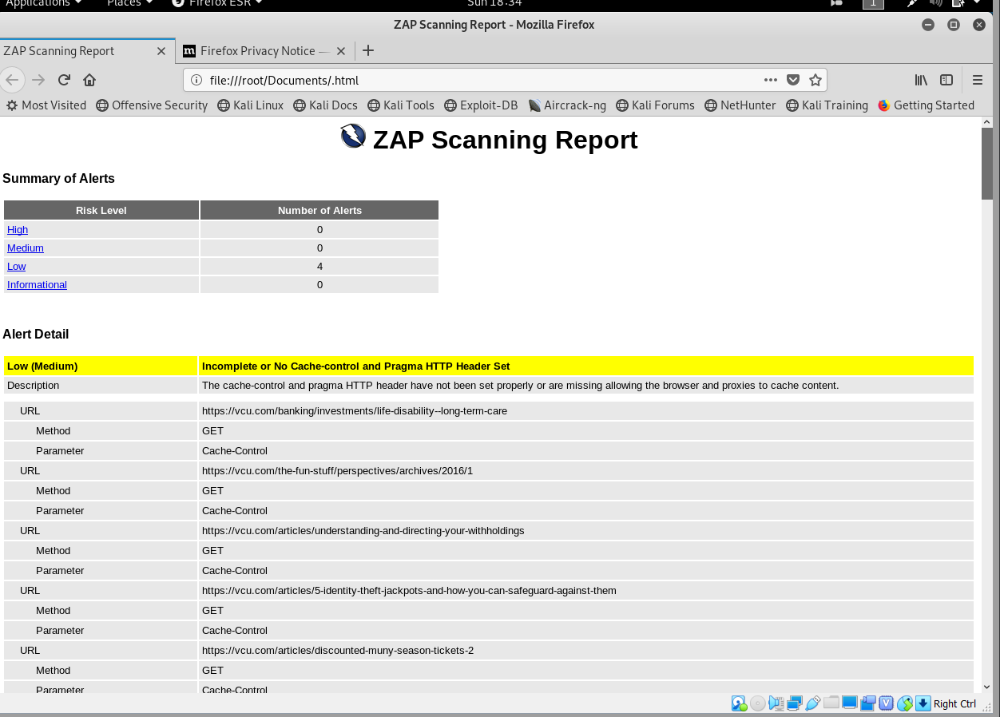 Applications Places Firefox ESR Sun 18:34 1
ZAP Scanning Report - Mozilla Firefox
ZAP Scanning Report m Firefox Privacy Notice —
file:///root/Documents/.html
Most Visited Offensive Security Kali Linux Kali Docs Kali Tools Exploit-DB Aircrack-ng Kali Forums NetHunter Kali Training Getting Started
ZAP Scanning Report
Summary of Alerts
Risk Level Number of Alerts
High 0
Medium 0
Low 4
Informational 0
Alert Detail
Low (Medium) Incomplete or No Cache-control and Pragma HTTP Header Set
Description The cache-control and pragma HTTP header have not been set properly or are missing allowing the browser and proxies to cache content.
URL https://vcu.com/banking/investments/life-disability--long-term-care
Method GET
Parameter Cache-Control
URL https://vcu.com/the-fun-stuff/perspectives/archives/2016/1
Method GET
Parameter Cache-Control
URL https://vcu.com/articles/understanding-and-directing-your-withholdings
Method GET
Parameter Cache-Control
URL https://vcu.com/articles/5-identity-theft-jackpots-and-how-you-can-safeguard-against-them
Method GET
Parameter Cache-Control
URL https://vcu.com/articles/discounted-muny-season-tickets-2
Method GET
Parameter Cache-Control
V Right Ctrl